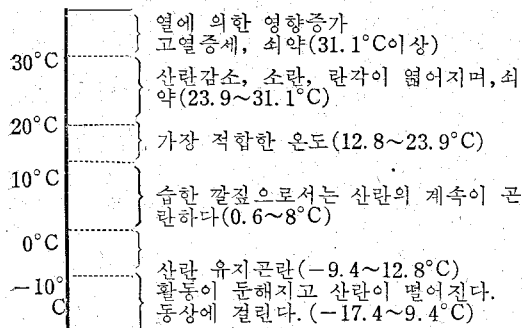 열에 의한 영향증가
고열증세, 쇠약(31.1°C이상)
30°C
산란감소, 소란, 란각이 엷어지며,쇠
약(23.9~31.1°C)
20°C
가장 적합한 온도(12.8~23.9°C)
10°C
습한 깔짚으로서는 산란의 계속이 곤
란하다(0.6~8°C)
0°C
산란 유지곤란(-9.4~12.8°C)
-10°
C
활동이 둔해지고 산란이 떨어진다.
동상에 걸린다.(-17.4~9.4°C)